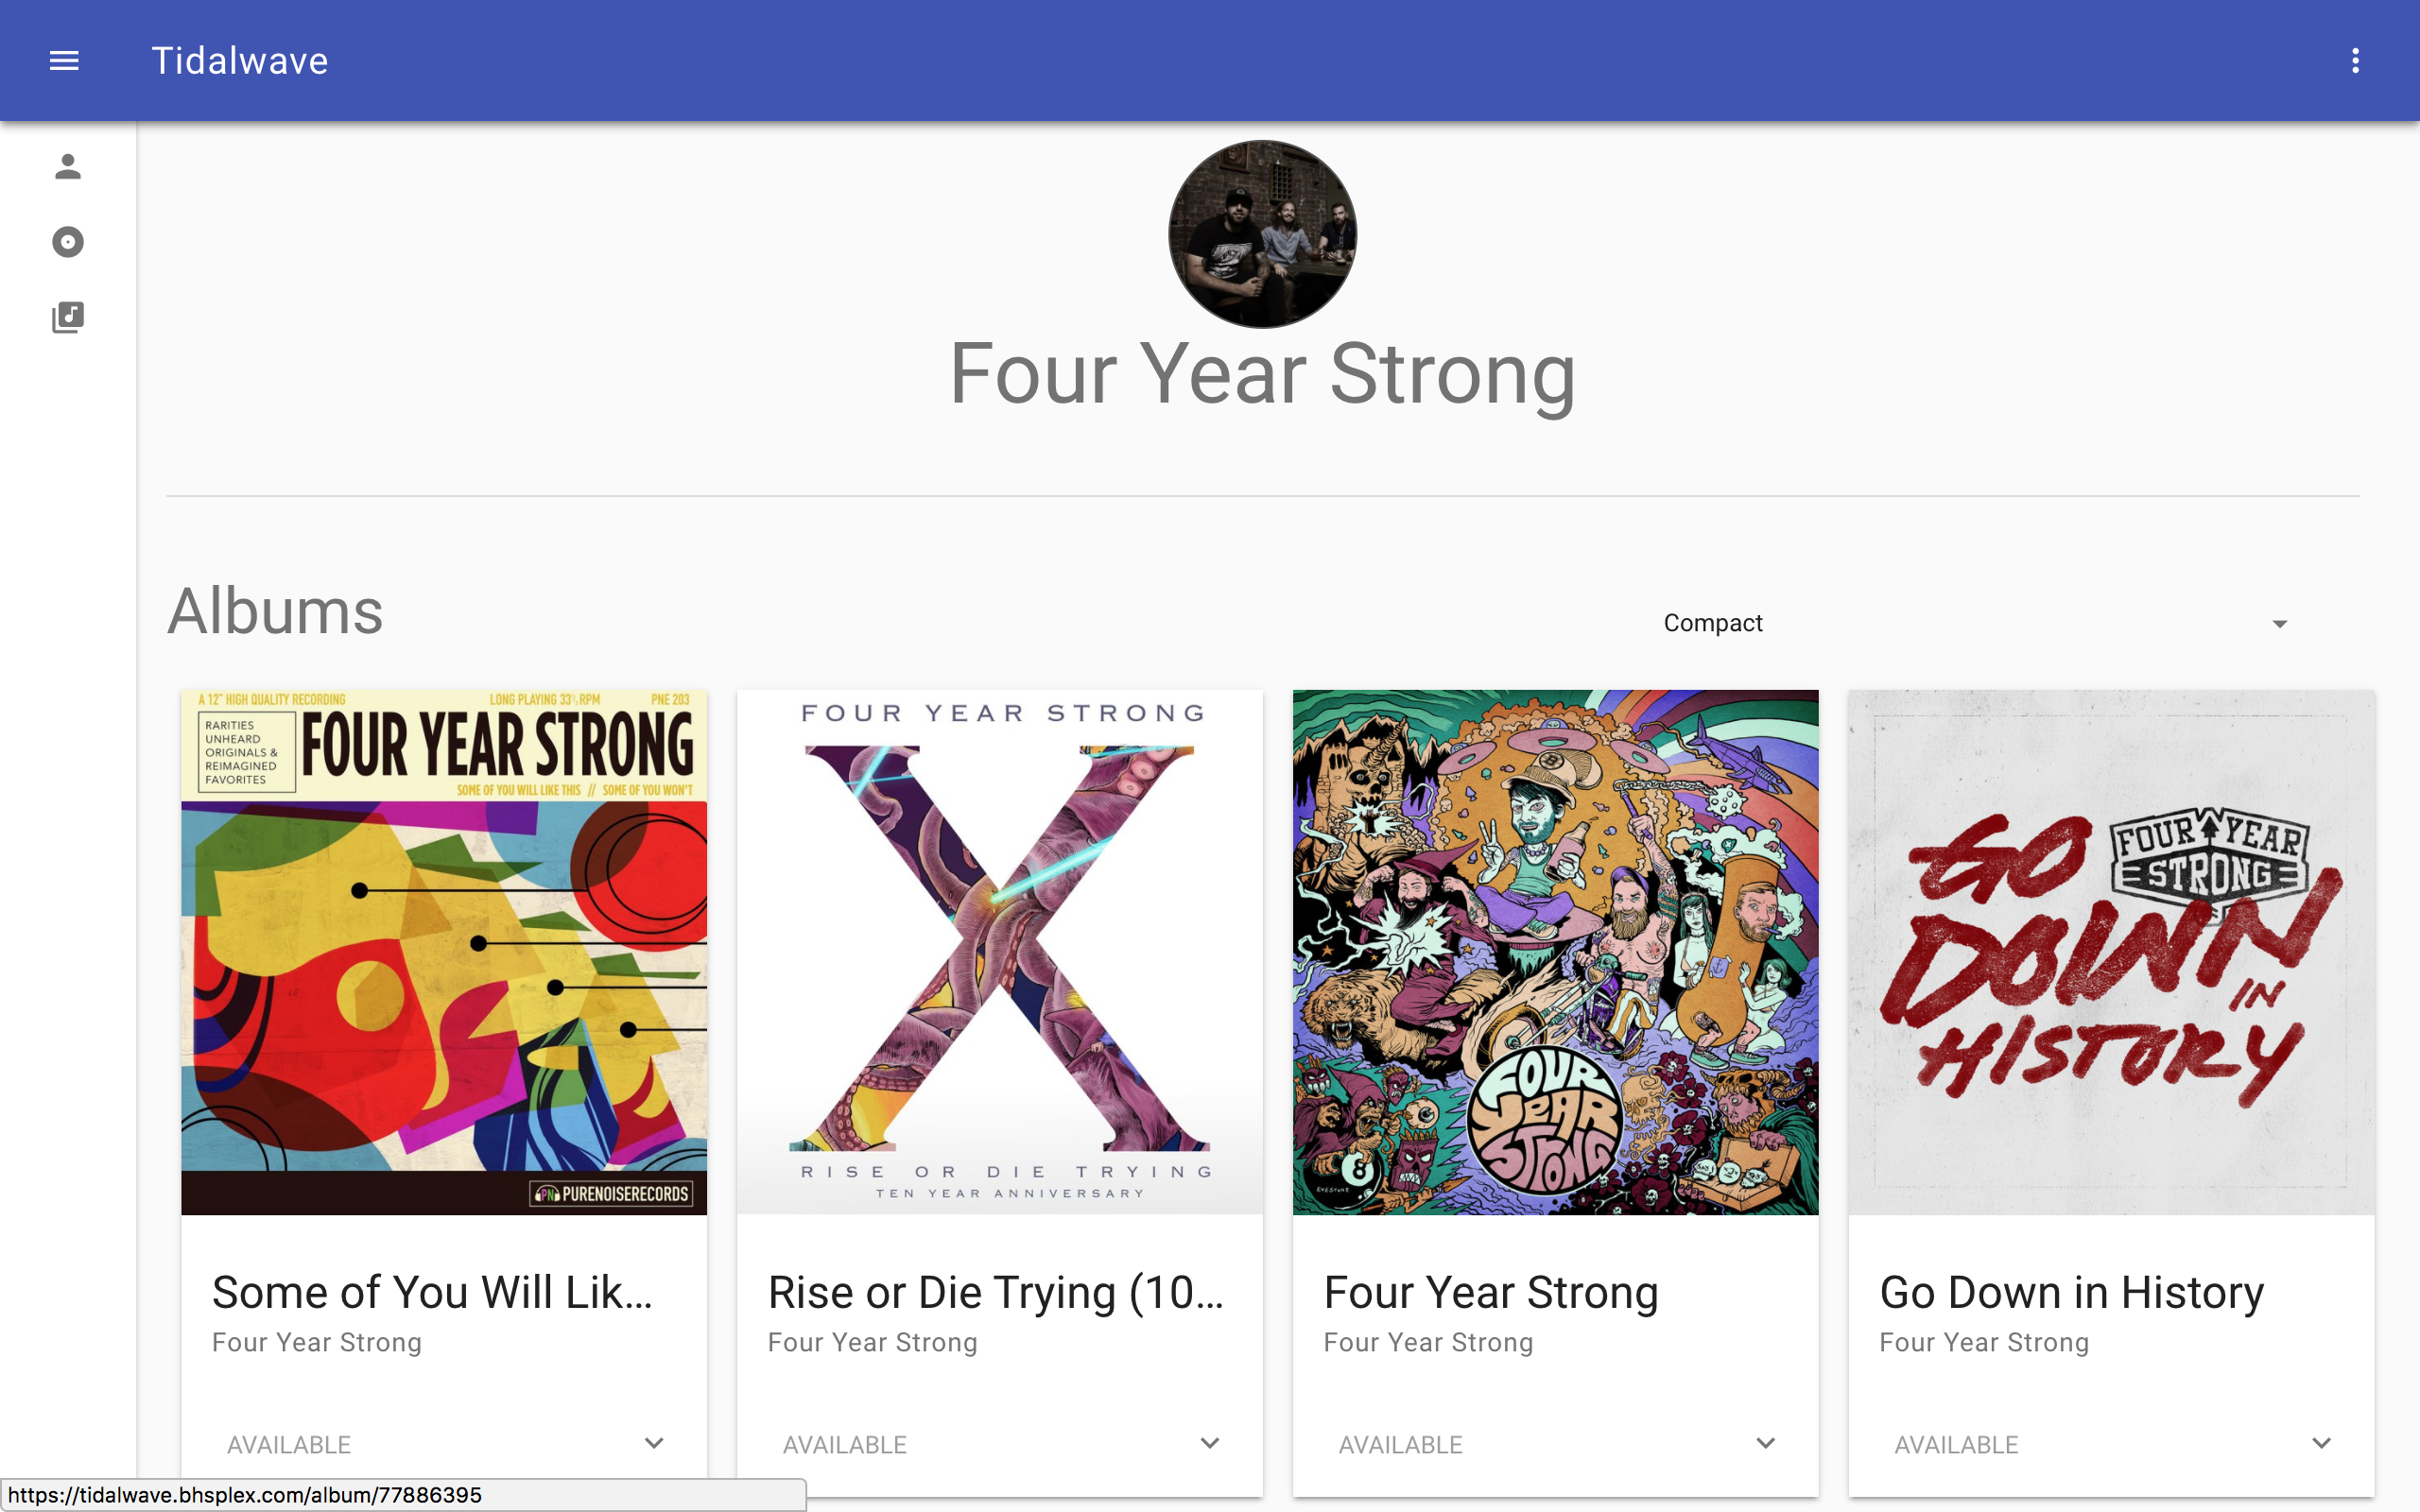 Tidalwave
Four Year Strong
Albums
Compact
A 12" HIGH QUALITY RECORDING
LONG PLAYING 33⅓ RPM
PNE 203
RARITIES
UNHEARD
ORIGINALS &
REIMAGINED
FAVORITES
FOUR YEAR STRONG
SOME OF YOU WILL LIKE THIS // SOME OF YOU WON'T
PN PURENOISERECORDS
Some of You Will Lik...
Four Year Strong
AVAILABLE
FOUR YEAR STRONG
X
RISE OR DIE TRYING
TEN YEAR ANNIVERSARY
Rise or Die Trying (10...
Four Year Strong
AVAILABLE
B
8
FOUR
YEAR
STRONG
Four Year Strong
Four Year Strong
AVAILABLE
GO
FOUR YEAR
STRONG
DOWN
IN
HISTORY
Go Down in History
Four Year Strong
AVAILABLE
https://tidalwave.bhsplex.com/album/77886395